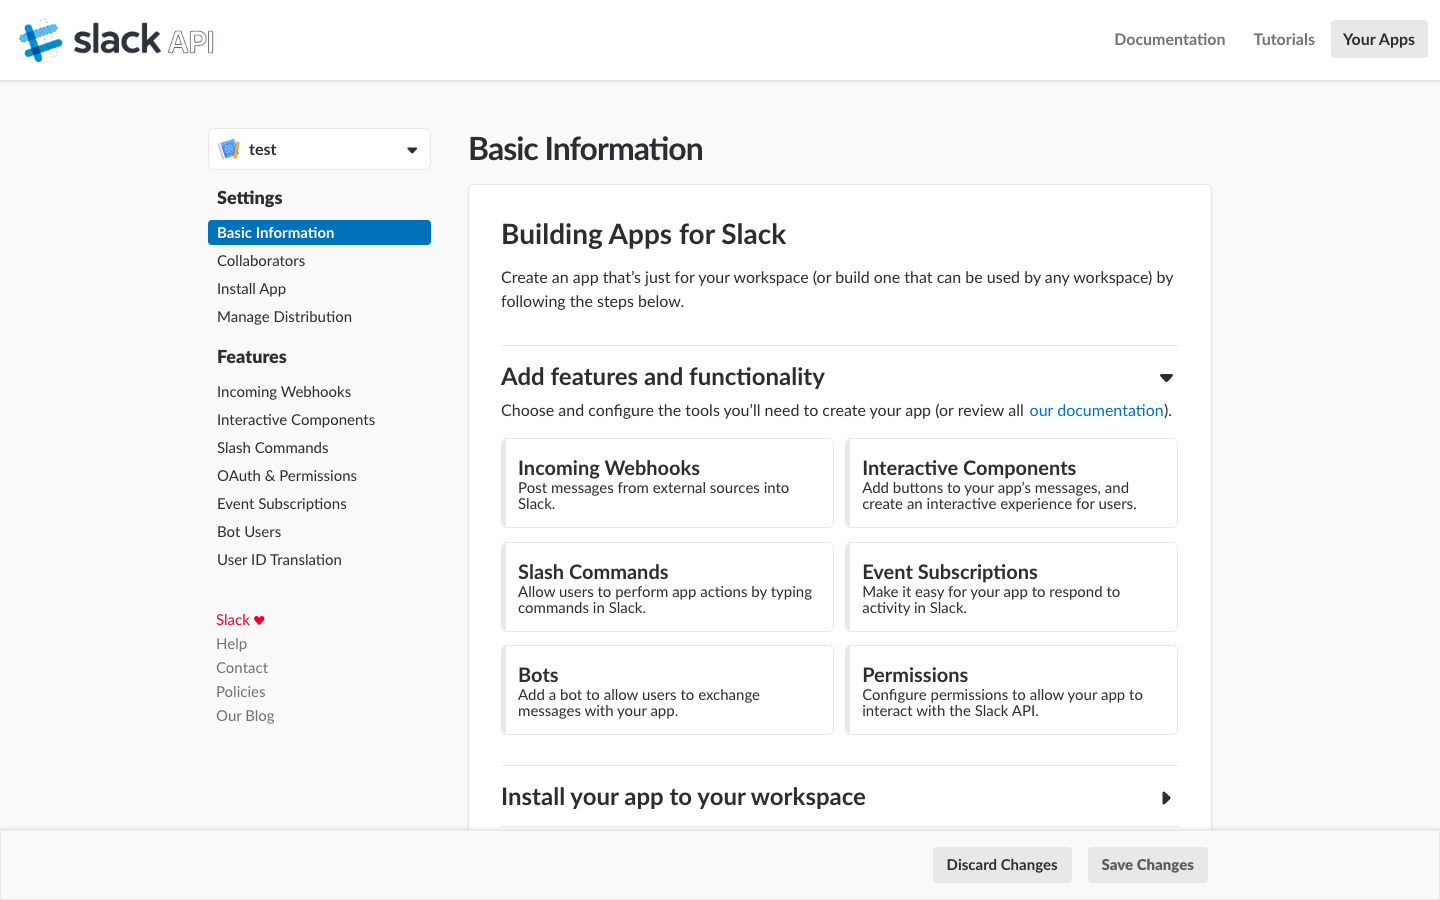 slack API
Documentation
Tutorials
Your Apps
test
Settings
Basic Information
Collaborators
Install App
Manage Distribution
Features
Incoming Webhooks
Interactive Components
Slash Commands
OAuth & Permissions
Event Subscriptions
Bot Users
User ID Translation
Slack
Help
Contact
Policies
Our Blog
Basic Information
Building Apps for Slack
Create an app that’s just for your workspace (or build one that can be used by any workspace) by
following the steps below.
Add features and functionality
Choose and configure the tools you’ll need to create your app (or review all our documentation).
Incoming Webhooks
Post messages from external sources into
Slack.
Interactive Components
Add buttons to your app’s messages, and
create an interactive experience for users.
Slash Commands
Allow users to perform app actions by typing
commands in Slack.
Event Subscriptions
Make it easy for your app to respond to
activity in Slack.
Bots
Add a bot to allow users to exchange
messages with your app.
Permissions
Configure permissions to allow your app to
interact with the Slack API.
Install your app to your workspace
Discard Changes
Save Changes